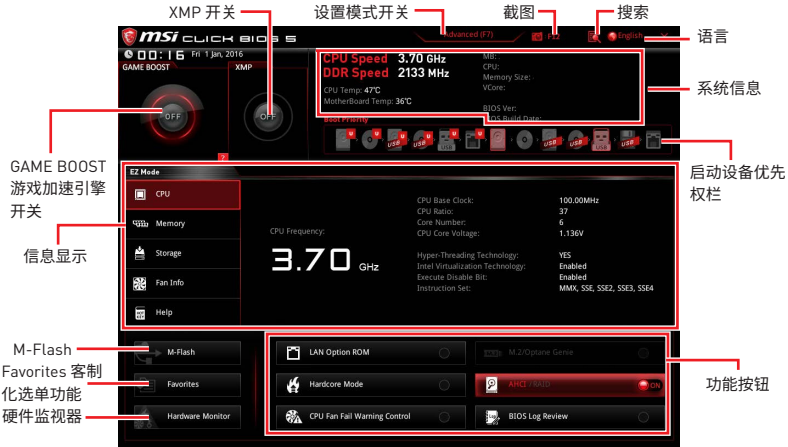 XMP 开关
设置模式开关
截图
搜索
msi CLICK BIOS 5
Advanced (F7)
F12
English
语言
00:16 Fri 1 Jan, 2016
GAME BOOST
XMP
OFF
OFF
CPU Speed 3.70 GHz
DDR Speed 2133 MHz
CPU Temp: 47°C
MotherBoard Temp: 36°C
MB:
CPU:
Memory Size:
VCore:
BIOS Ver:
BIOS Build Date:
系统信息
Boot Priority
USB
USB
USB
USB
USB
USB
USB
?
GAME BOOST
游戏加速引擎
开关
启动设备优先
权栏
EZ Mode
CPU
Memory
Storage
Fan Info
Help
信息显示
CPU Frequency:
3.70 GHz
CPU Base Clock: 100.00MHz
CPU Ratio: 37
Core Number: 6
CPU Core Voltage: 1.136V
Hyper-Threading Technology: YES
Intel Virtualization Technology: Enabled
Execute Disable Bit: Enabled
Instruction Set: MMX, SSE, SSE2, SSE3, SSE4
M-Flash
Favorites 客制
化选单功能
硬件监视器
M-Flash
Favorites
Hardware Monitor
LAN Option ROM
M.2/Optane Genie
Hardcore Mode
AHCI / RAID
ON
CPU Fan Fail Warning Control
BIOS Log Review
功能按钮